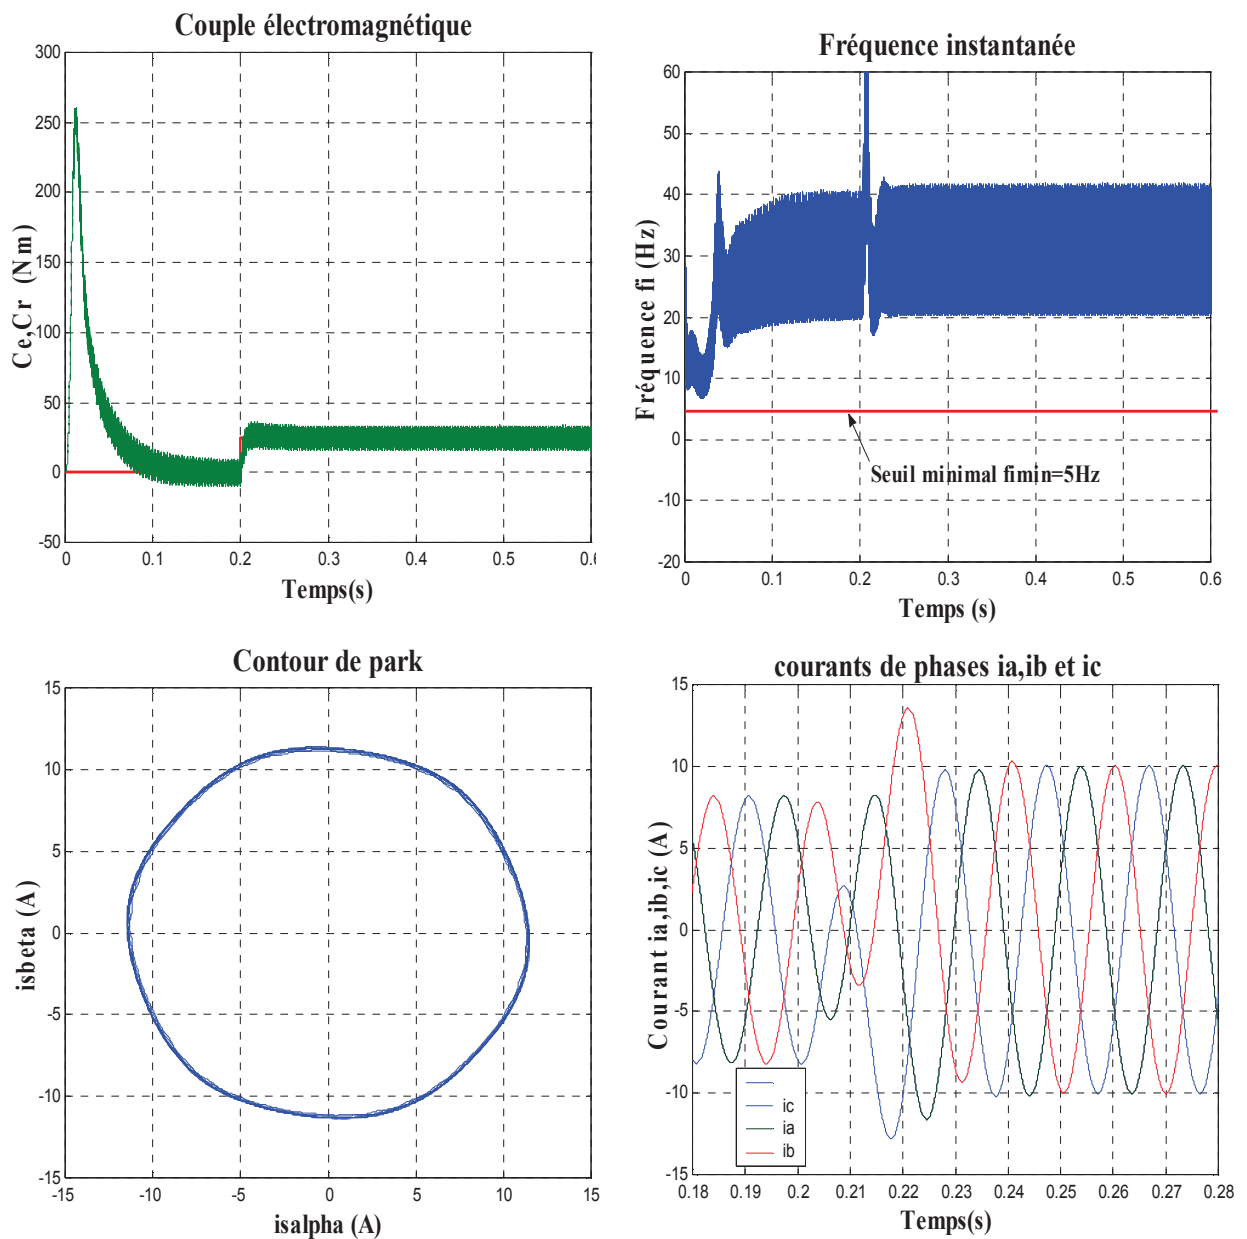 Couple électromagnétique
300
250
200
150
100
50
0
-50
Ce,Cr (Nm)
0 0.1 0.2 0.3 0.4 0.5 0.6
Temps(s)
Fréquence instantanée
60
50
40
30
20
10
0
-10
-20
Fréquence fi (Hz)
Seuil minimal fimin=5Hz
0 0.1 0.2 0.3 0.4 0.5 0.6
Temps (s)
Contour de park
15
10
5
0
-5
-10
-15
isbeta (A)
-15 -10 -5 0 5 10 15
isalpha (A)
courants de phases ia,ib et ic
15
10
5
0
-5
-10
-15
Courant ia,ib,ic (A)
ic
ia
ib
0.18 0.19 0.2 0.21 0.22 0.23 0.24 0.25 0.26 0.27 0.28
Temps(s)